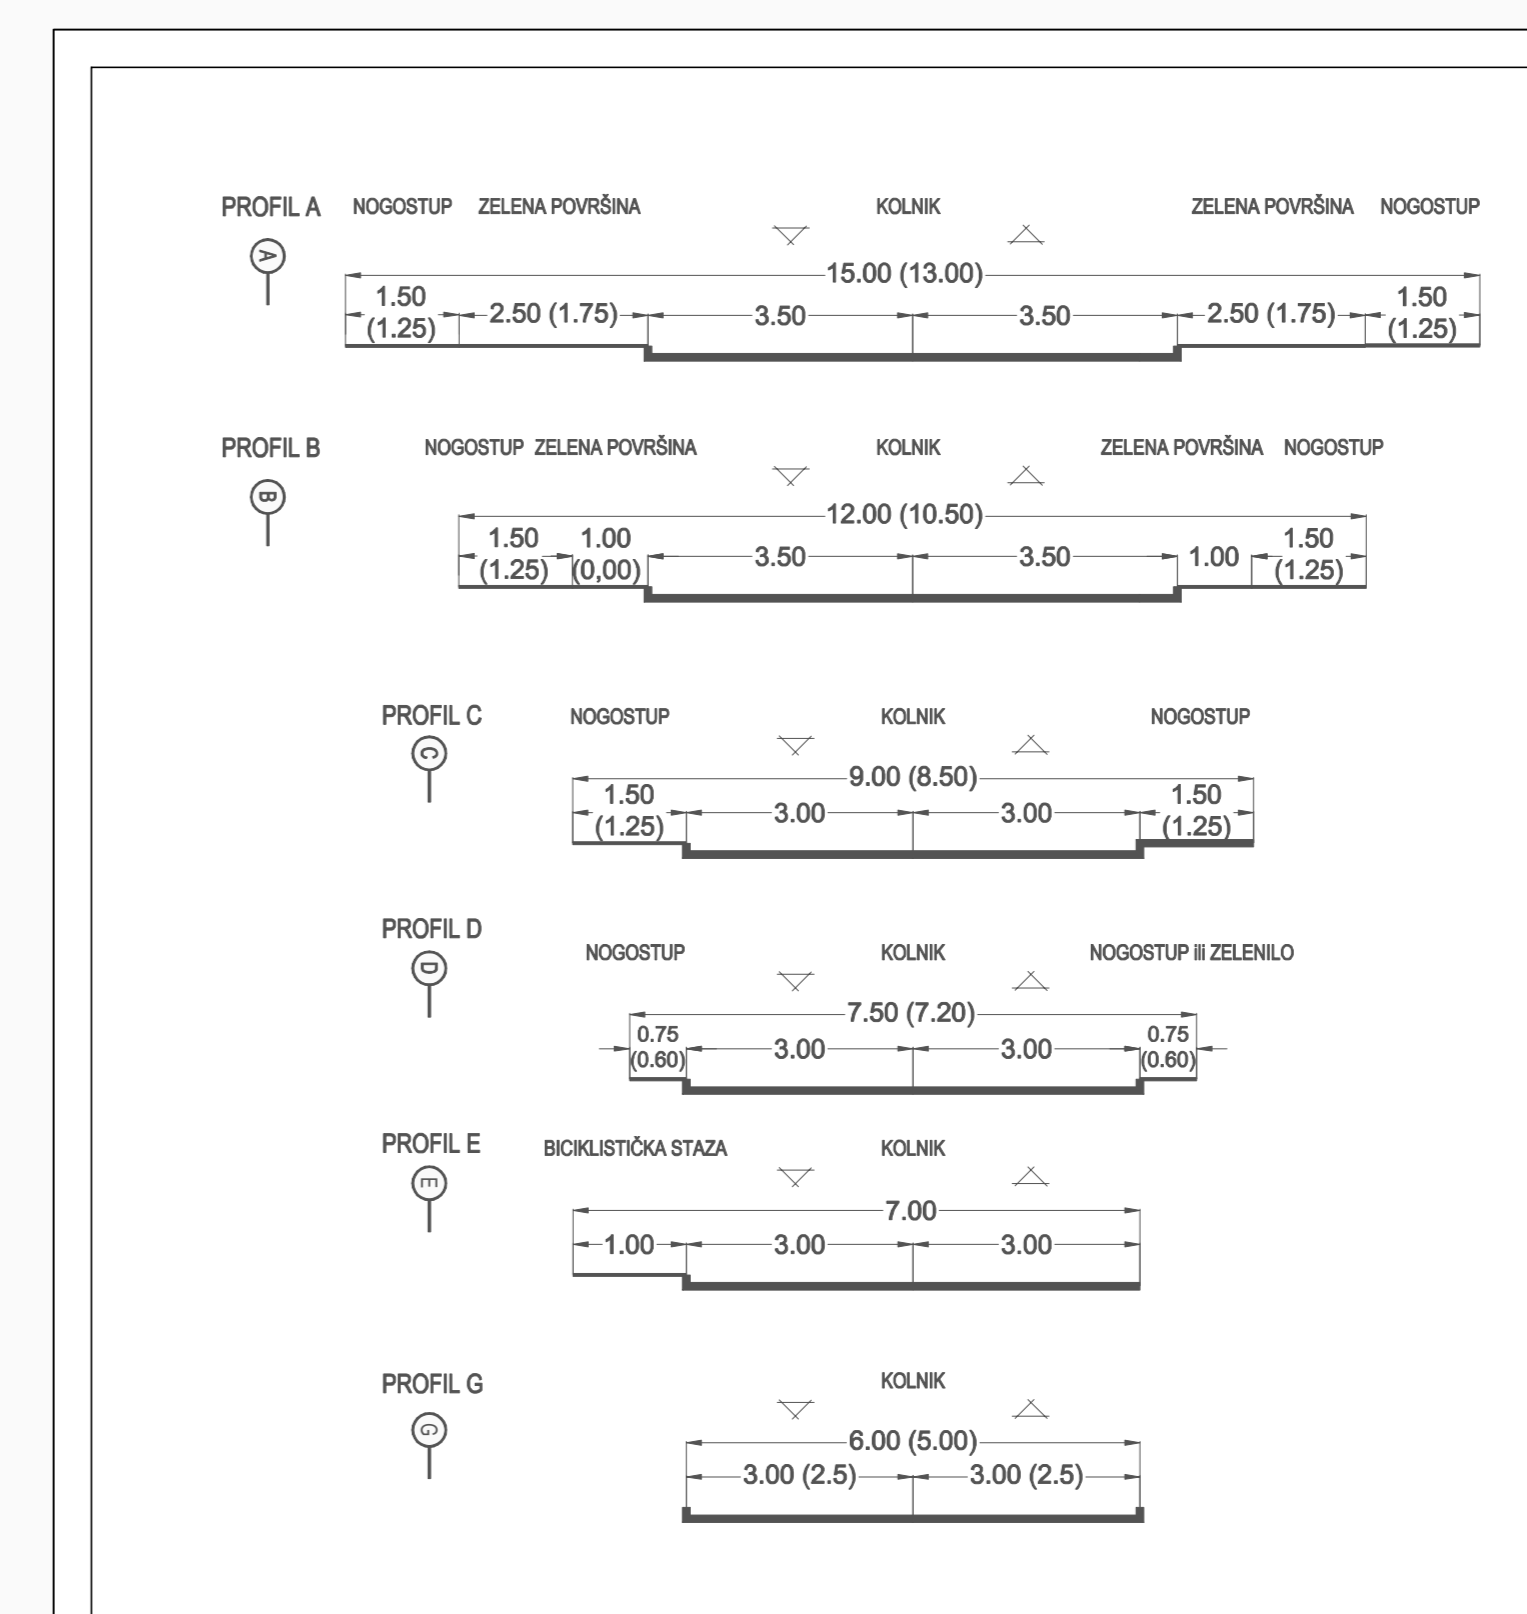 PROFIL A NOGOSTUP ZELENA POVRŠINA KOLNIK ZELENA POVRŠINA NOGOSTUP
A
15.00 (13.00)
1.50 2.50 (1.75) 3.50 3.50 2.50 (1.75) 1.50
(1.25) (1.25)
PROFIL B NOGOSTUP ZELENA POVRŠINA KOLNIK ZELENA POVRŠINA NOGOSTUP
B
12.00 (10.50)
1.50 1.00 3.50 3.50 1.00 1.50
(1.25) (0,00) (1.25)
PROFIL C NOGOSTUP KOLNIK NOGOSTUP
C
9.00 (8.50)
1.50 3.00 3.00 1.50
(1.25) (1.25)
PROFIL D
NOGOSTUP KOLNIK NOGOSTUP ili ZELENILO
D
7.50 (7.20)
0.75 3.00 3.00 0.75
(0.60) (0.60)
PROFIL E BICIKLISTIČKA STAZA KOLNIK
E
7.00
1.00 3.00 3.00
PROFIL G KOLNIK
G
6.00 (5.00)
3.00 (2.5) 3.00 (2.5)